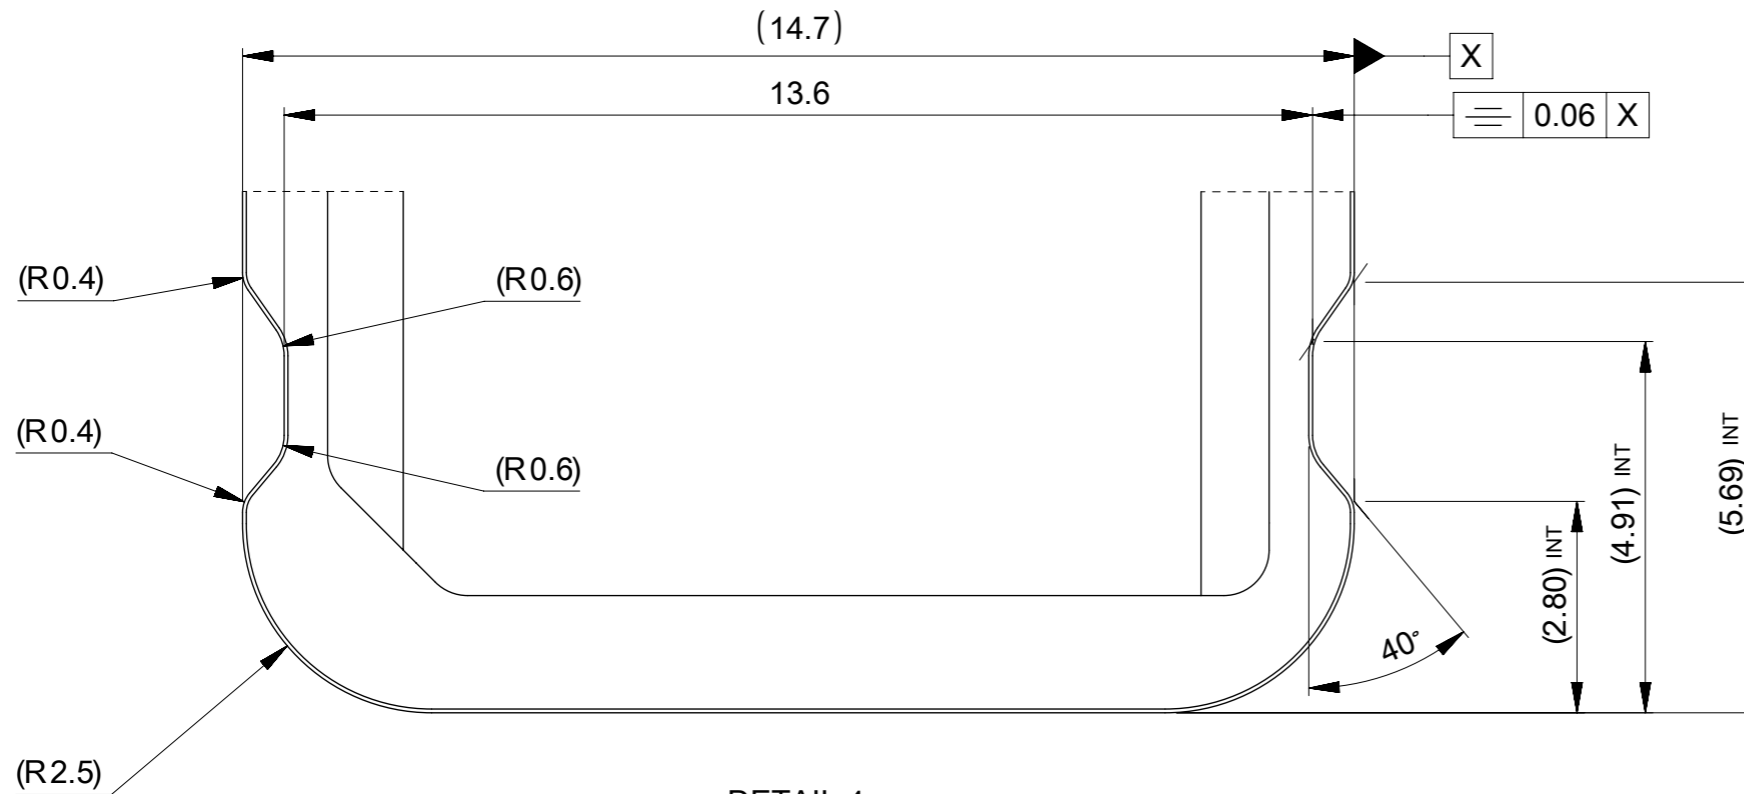 (14.7)
X
13.6
0.06 X
(R0.4)
(R0.6)
(R0.4)
(R0.6)
(5.69) INT
(4.91) INT
(2.80) INT
40°
(R2.5)